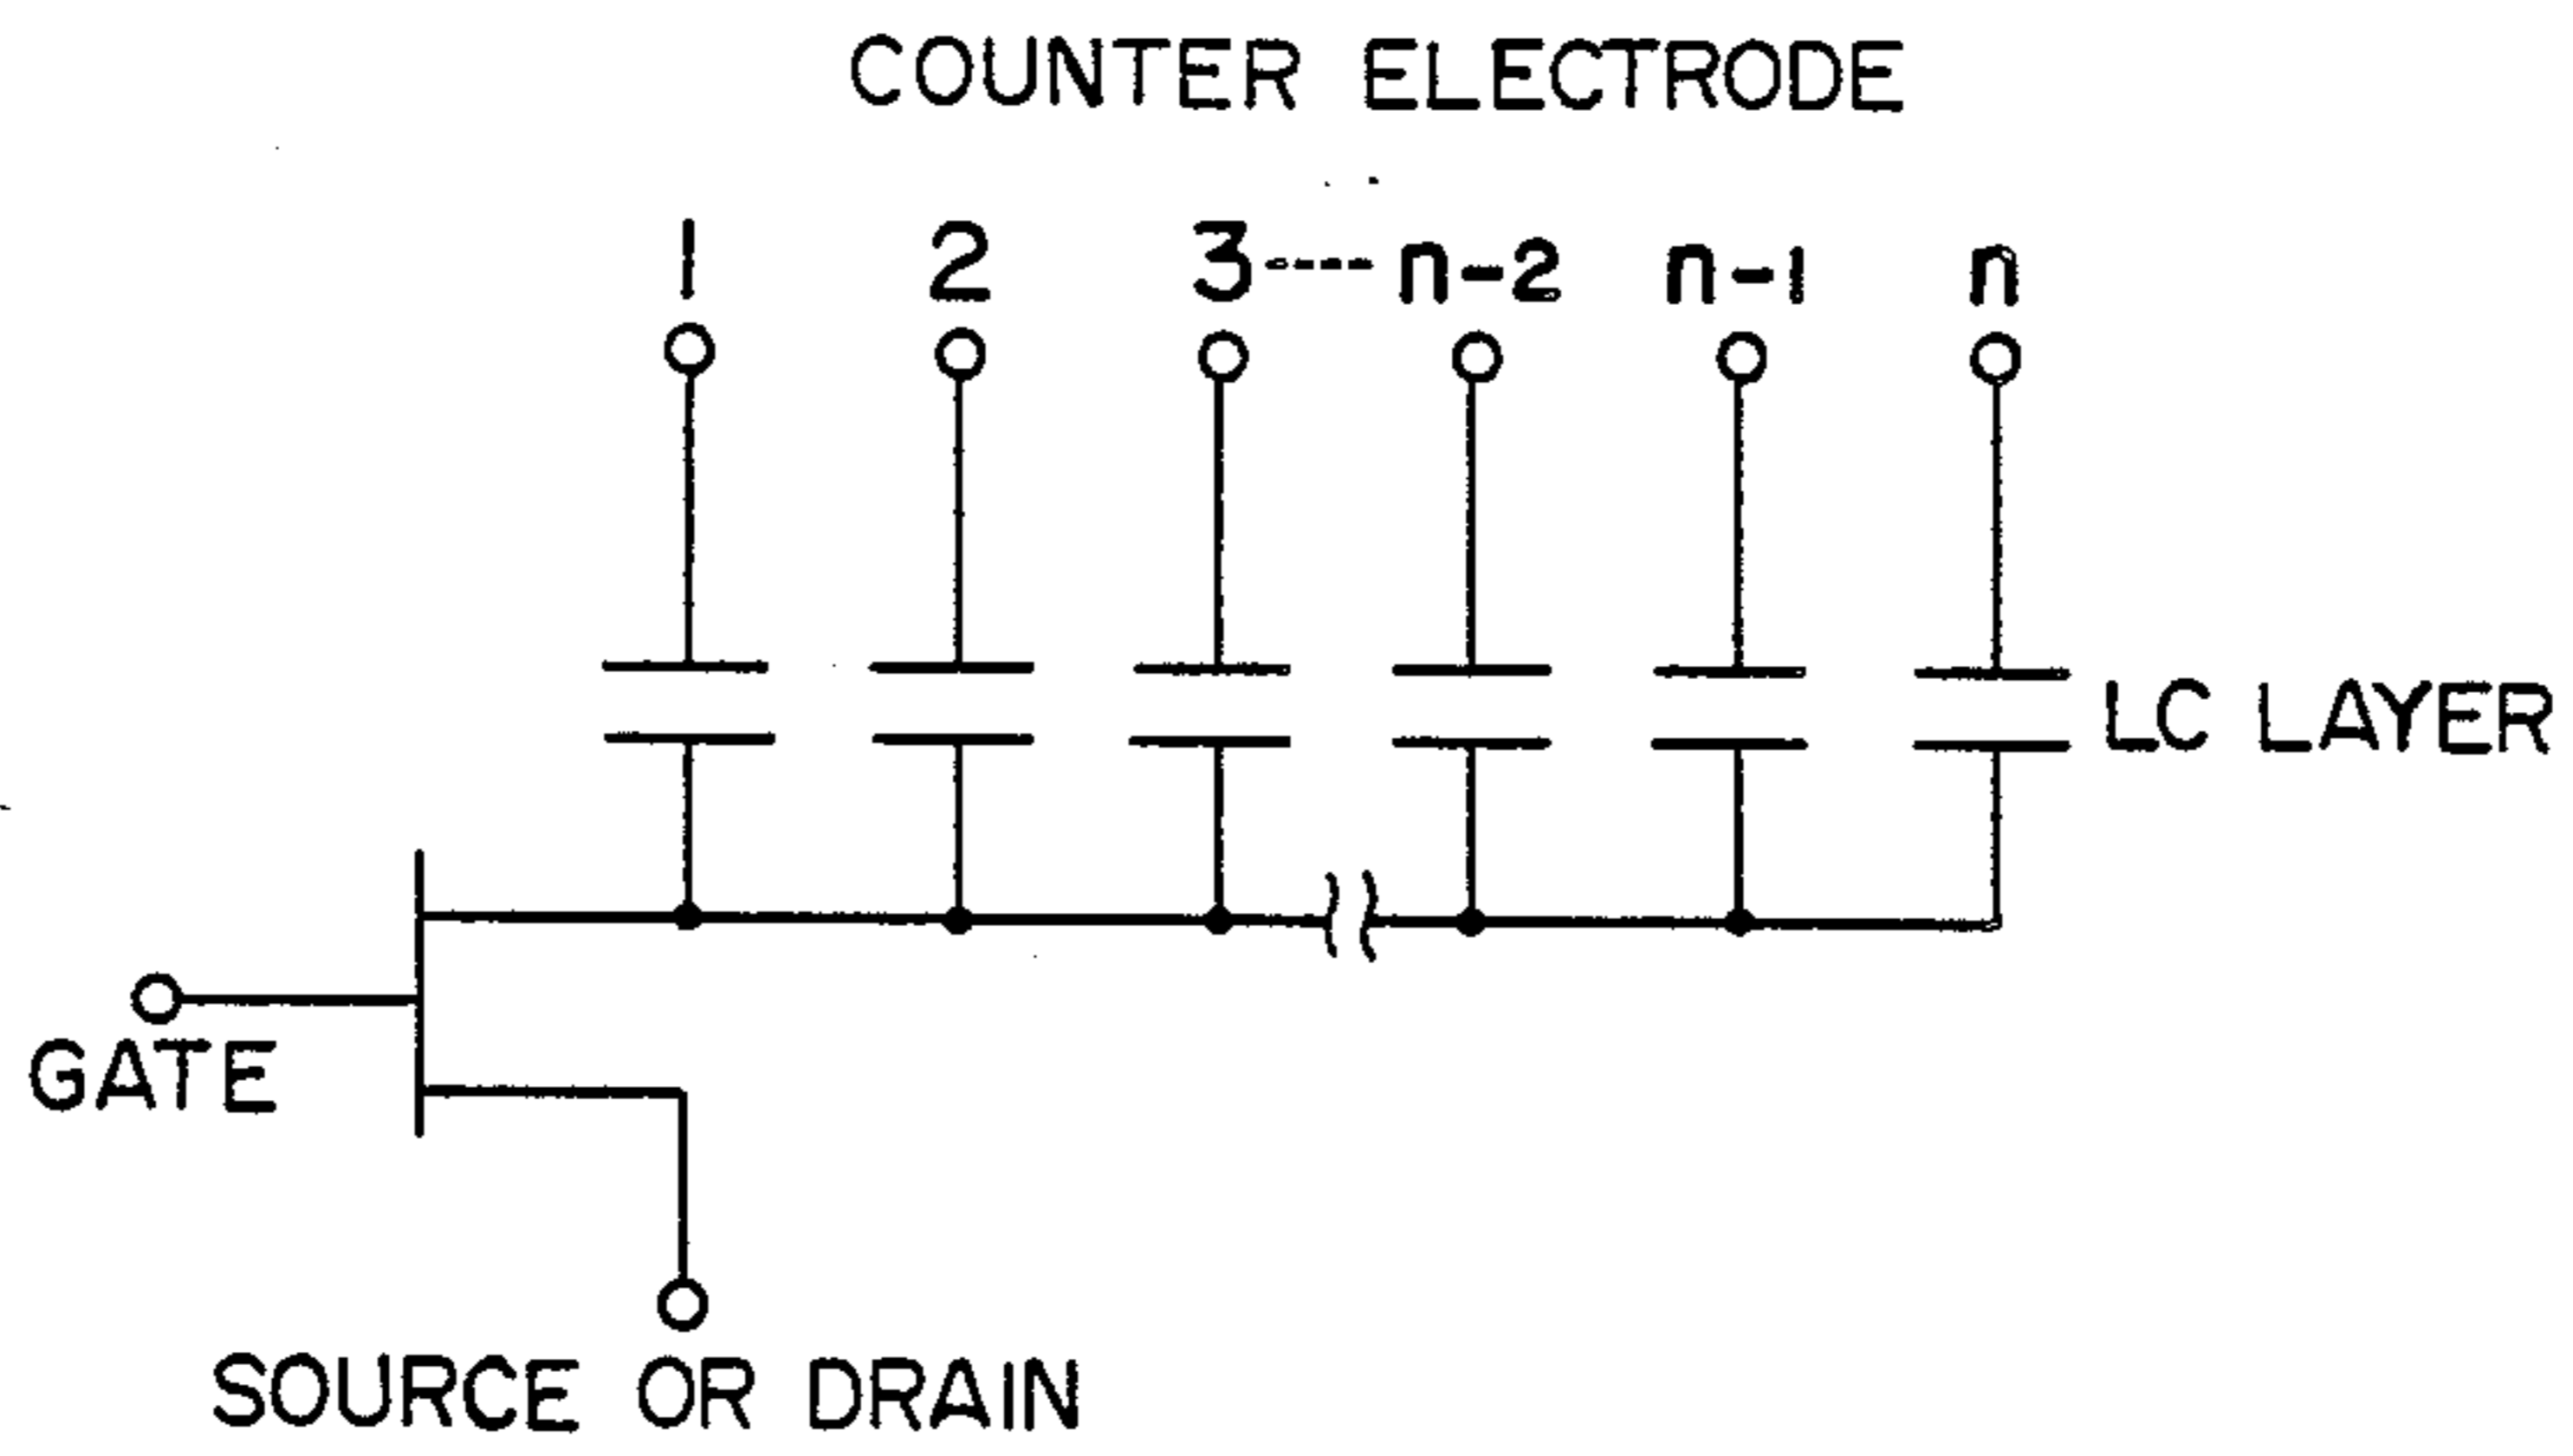 COUNTER ELECTRODE
1 2 3---- n-2 n-1 n
LC LAYER
GATE
SOURCE OR DRAIN